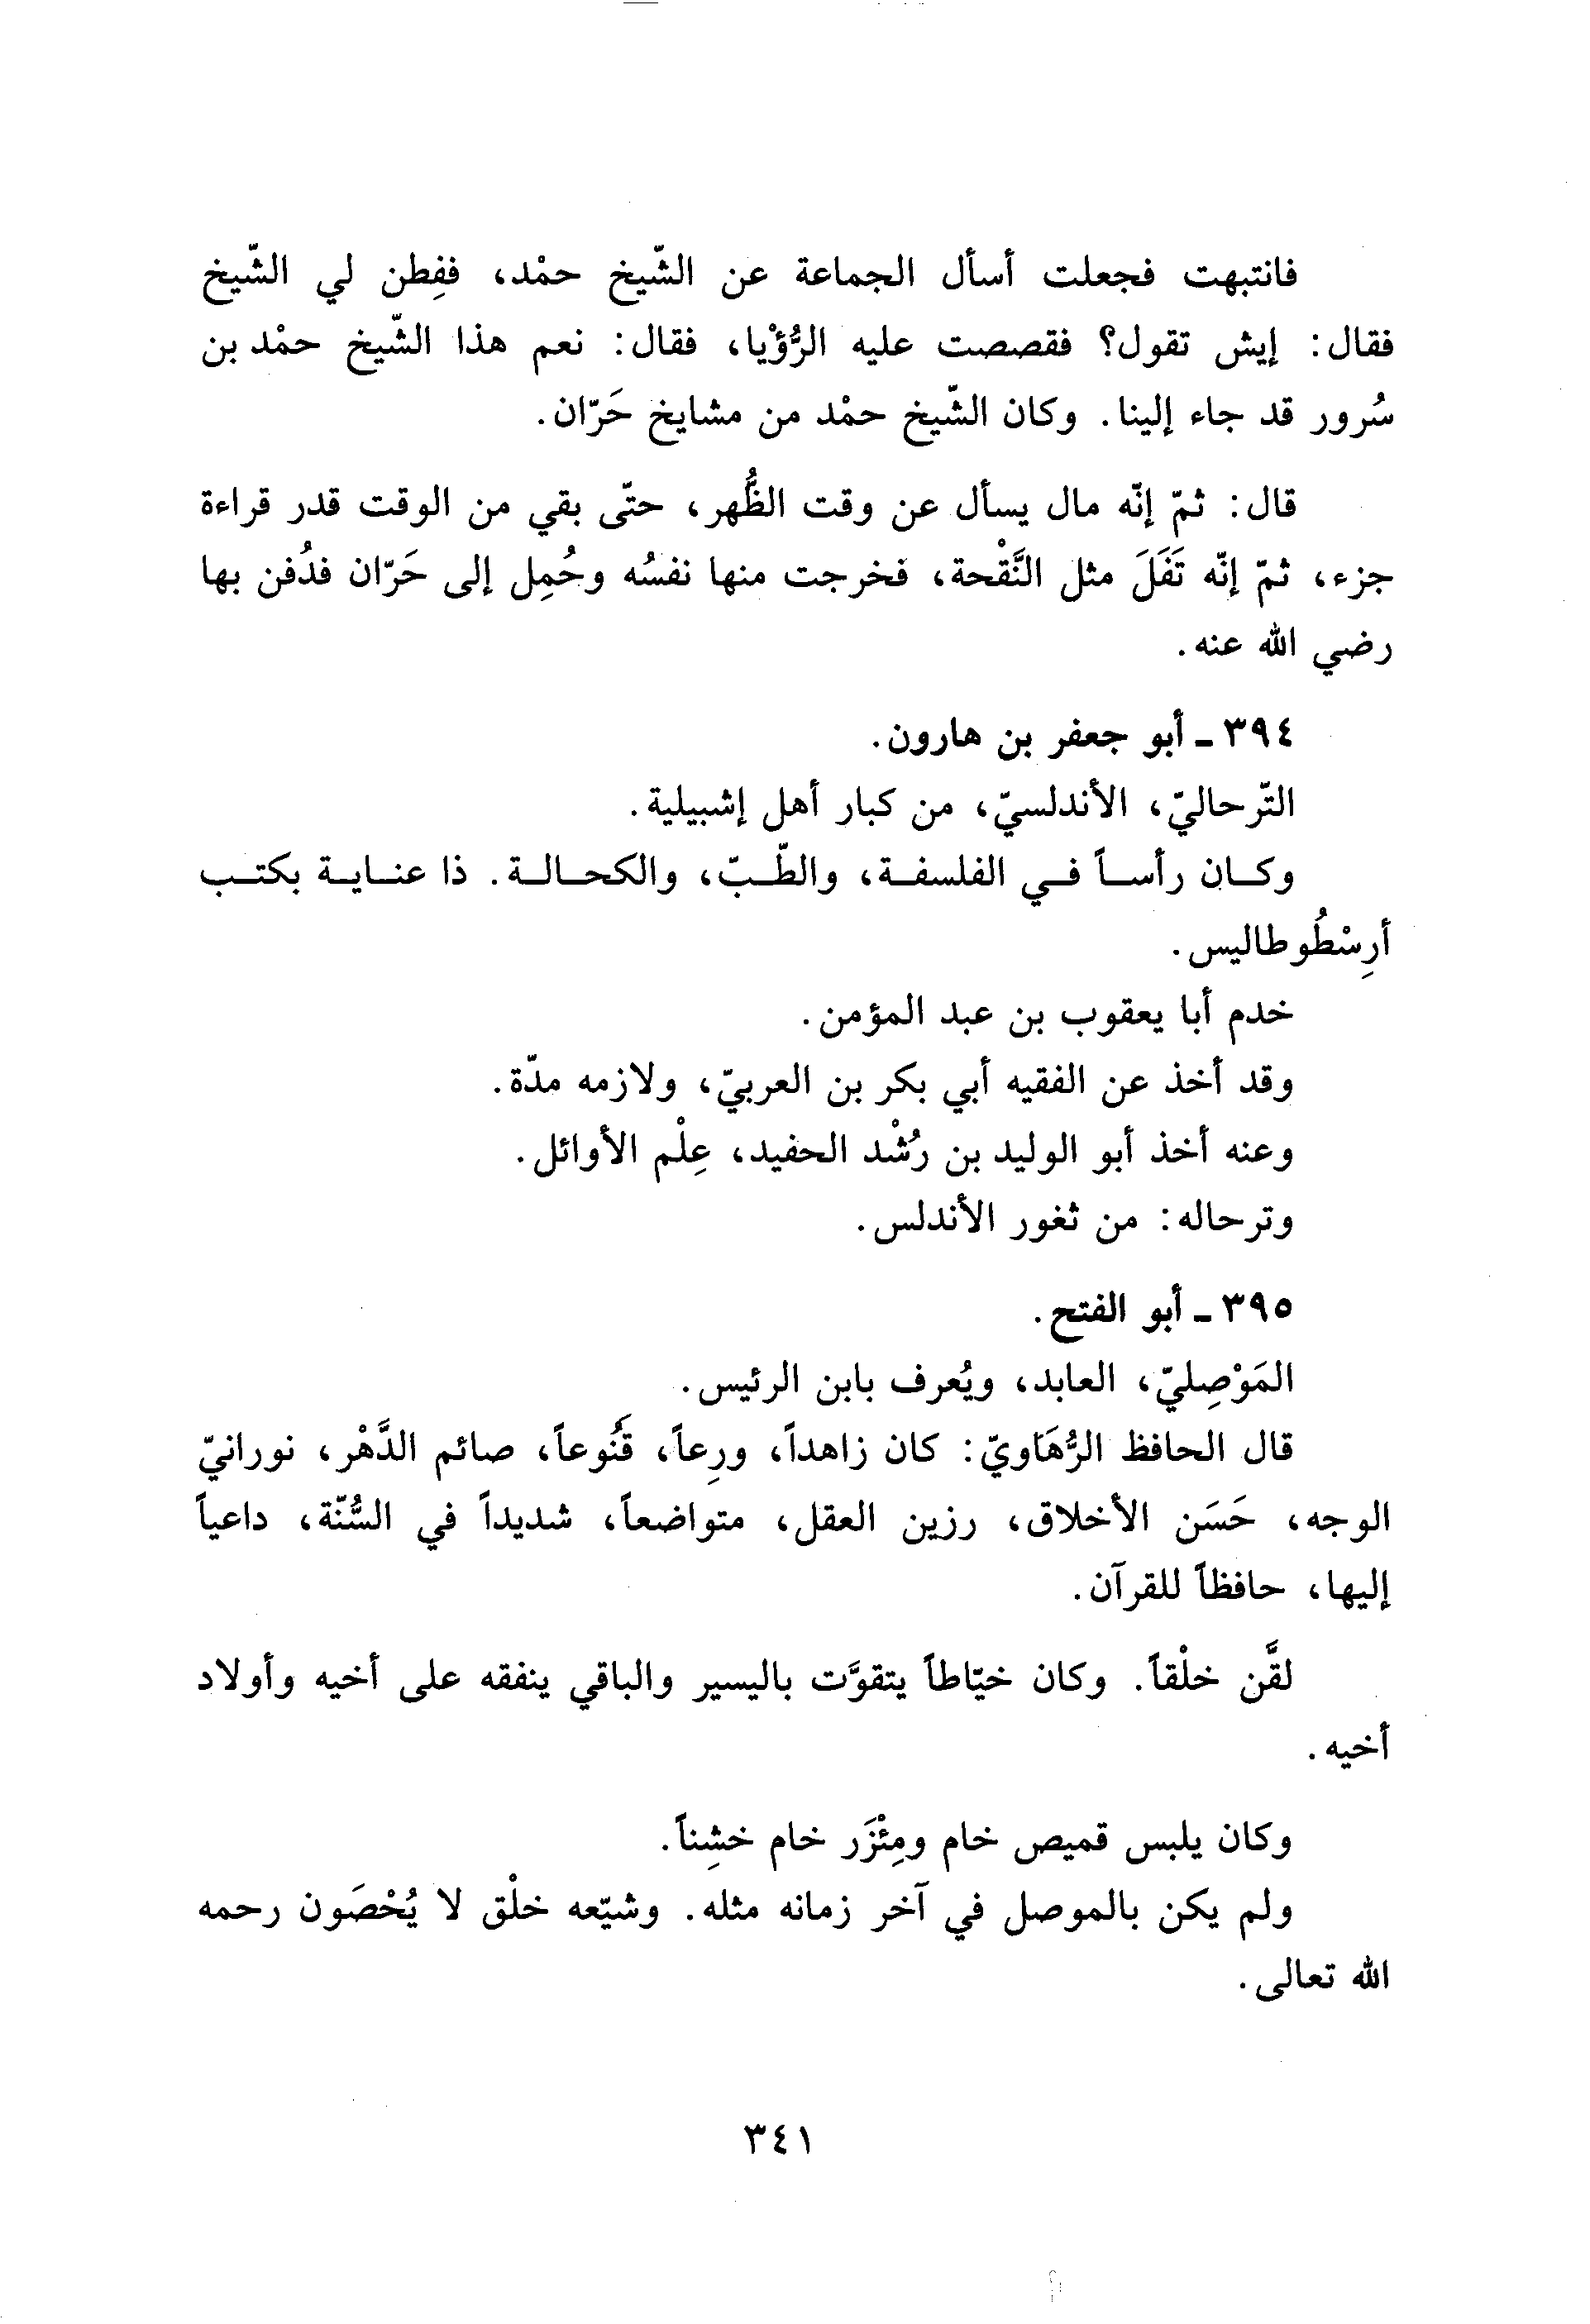 فانتبهت فجعلت أسأل الجماعة عن الشّيخ حمْد، ففِطن لي الشّيخ
فقال: إيش تقول؟ فقصصت عليه الرُّؤْيا، فقال: نعم هذا الشّيخ حمْد بن
سُرور قد جاء إلينا. وكان الشّيخ حمْد من مشايخ حَرّان.
قال: ثمّ إنّه مال يسأل عن وقت الظُّهر، حتّى بقي من الوقت قدر قراءة
جزء، ثمّ إنّه تَفَلَ مثل النَّقْحة، فخرجت منها نفسُه وحُمِل إلى حَرّان فدُفن بها
رضي الله عنه.
٣٩٤ - أبو جعفر بن هارون.
التّرحاليّ، الأندلسيّ، من كبار أهل إشبيلية.
وكان رأساً في الفلسفة، والطّبّ، والكحالة. ذا عناية بكتب
أرِسْطُوطاليس.
خدم أبا يعقوب بن عبد المؤمن.
وقد أخذ عن الفقيه أبي بكر بن العربيّ، ولازمه مدّة.
وعنه أخذ أبو الوليد بن رُشْد الحفيد، عِلْم الأوائل.
وترحاله: من ثغور الأندلس.
٣٩٥ - أبو الفتح.
المَوْصِليّ، العابد، ويُعرف بابن الرئيس.
قال الحافظ الرُّهَاويّ: كان زاهداً، ورِعاً، قَنُوعاً، صائم الدَّهْر، نورانيّ
الوجه، حَسَن الأخلاق، رزين العقل، متواضعاً، شديداً في السُّنّة، داعياً
إليها، حافظاً للقرآن.
لقَّن خلْقاً. وكان خيّاطاً يتقوَّت باليسير والباقي ينفقه على أخيه وأولاد
أخيه.
وكان يلبس قميص خام ومِئْزَر خام خشِناً.
ولم يكن بالموصل في آخر زمانه مثله. وشيّعه خلْق لا يُحْصَون رحمه
الله تعالى.
٣٤١